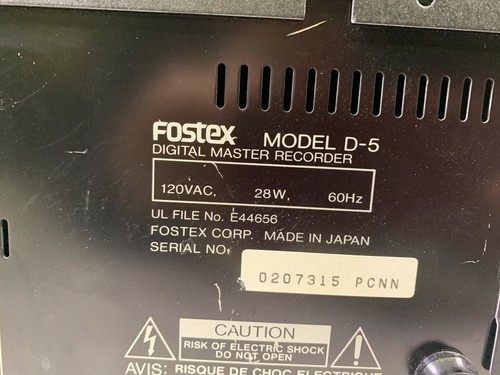 Fostex MODEL D-5
DIGITAL MASTER RECORDER
120VAC, 28W, 60Hz
UL FILE No. E44656
FOSTEX CORP. MADE IN JAPAN
SERIAL NO. 0207315 PCNN
CAUTION
RISK OF ELECTRIC SHOCK
DO NOT OPEN
AVIS: RISQUE DE CHOC ELECTRIQUE